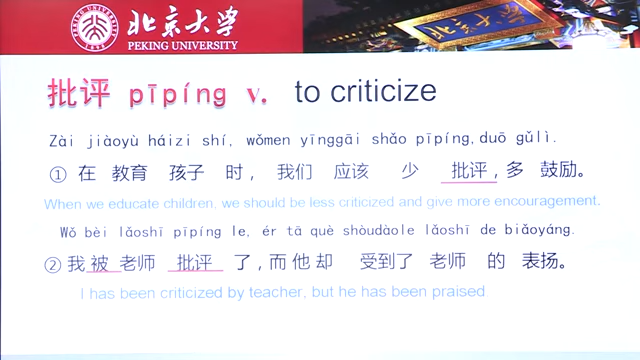 北京大学
PEKING UNIVERSITY
批评 pīpíng v. to criticize
Zài jiàoyù háizi shí, wǒmen yīnggāi shǎo pīpíng, duō gǔlì.
① 在 教育 孩子 时, 我们 应该 少 批评, 多 鼓励。
When we educate children, we should be less criticized and give more encouragement.
Wǒ bèi lǎoshī pīpíng le, ér tā què shòudàole lǎoshī de biǎoyáng.
② 我 被 老师 批评 了, 而 他 却 受到了 老师 的 表扬。
I has been criticized by teacher, but he has been praised